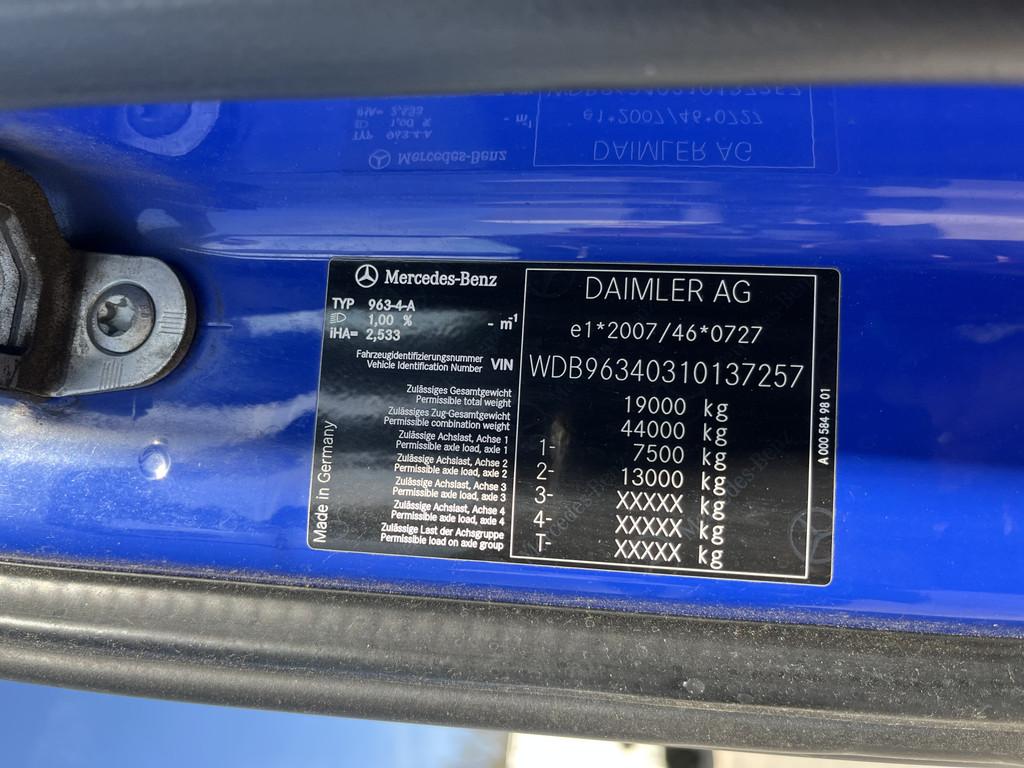 Mercedes-Benz
TYP 963-4-A
1,00 % - m-1
iHA= 2,533
Fahrzeugidentifizierungsnummer
Vehicle Identification Number VIN
Zulässiges Gesamtgewicht
Permissible total weight
Zulässiges Zug-Gesamtgewicht
Permissible combination weight
Zulässige Achslast, Achse 1
Permissible axle load, axle 1
Zulässige Achslast, Achse 2
Permissible axle load, axle 2
Zulässige Achslast, Achse 3
Permissible axle load, axle 3
Zulässige Achslast, Achse 4
Permissible axle load, axle 4
Zulässige Last der Achsgruppe
Permissible load on axle group
Made in Germany
DAIMLER AG
e1*2007/46*0727
WDB96340310137257
19000 kg
44000 kg
1- 7500 kg
2- 13000 kg
3- XXXXX kg
4- XXXXX kg
T- XXXXX kg
A 000 584 98 01